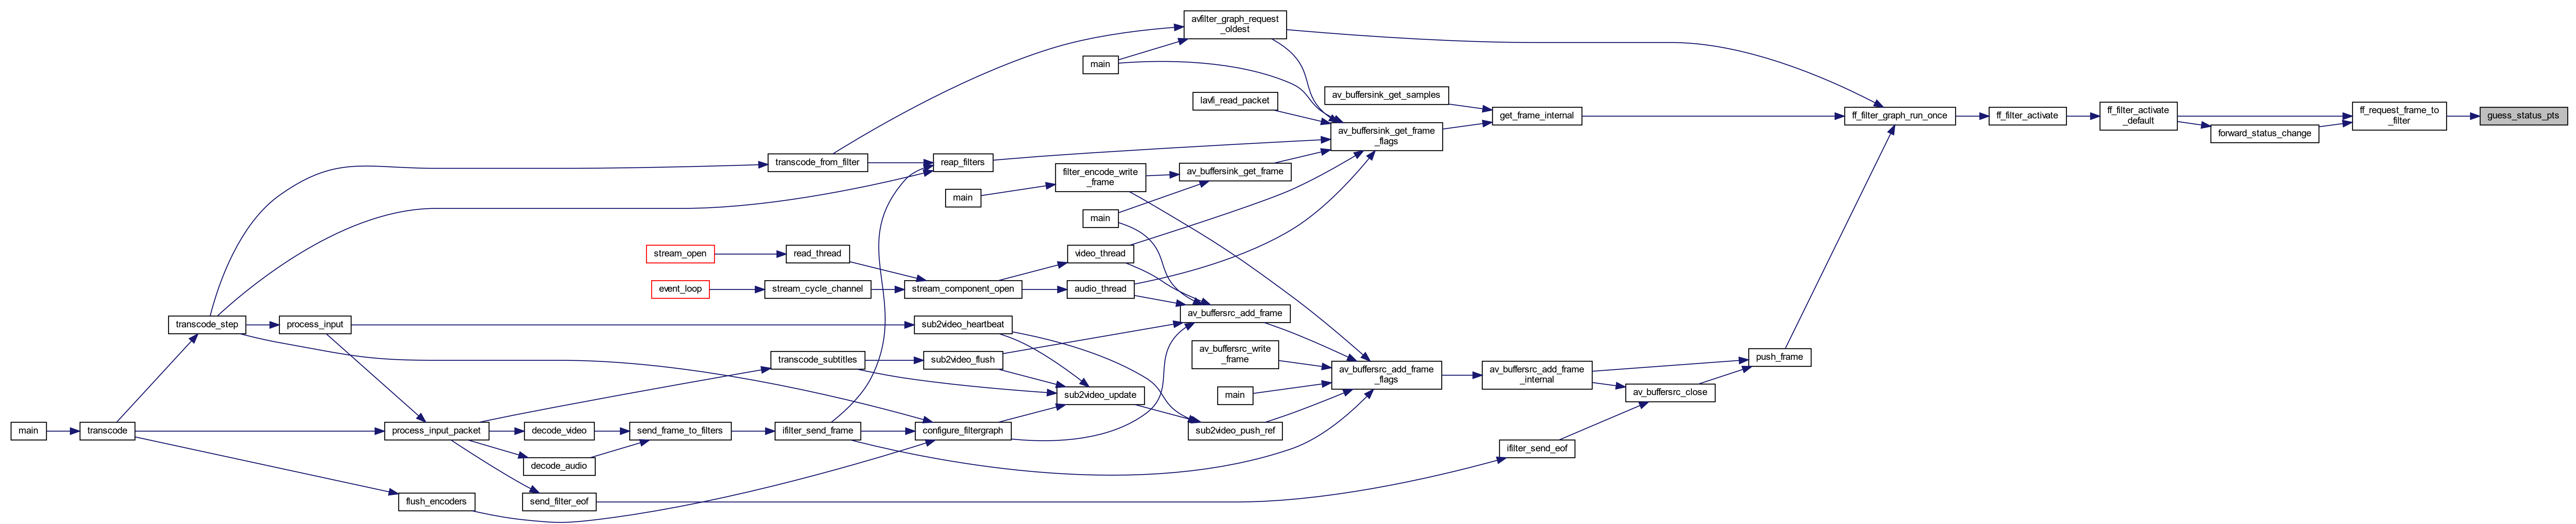 avfilter_graph_request
_oldest
main
lavfi_read_packet
av_buffersink_get_samples
get_frame_internal
ff_filter_graph_run_once
ff_filter_activate
ff_filter_activate
_default
forward_status_change
ff_request_frame_to
_filter
guess_status_pts
av_buffersink_get_frame
_flags
transcode_from_filter
reap_filters
filter_encode_write
_frame
av_buffersink_get_frame
main
main
stream_open
read_thread
video_thread
event_loop
stream_cycle_channel
stream_component_open
audio_thread
av_buffersrc_add_frame
transcode_step
process_input
sub2video_heartbeat
av_buffersrc_write
_frame
transcode_subtitles
sub2video_flush
av_buffersrc_add_frame
_flags
av_buffersrc_add_frame
_internal
push_frame
av_buffersrc_close
sub2video_update
main
main
transcode
process_input_packet
decode_video
send_frame_to_filters
ifilter_send_frame
configure_filtergraph
sub2video_push_ref
ifilter_send_eof
decode_audio
flush_encoders
send_filter_eof